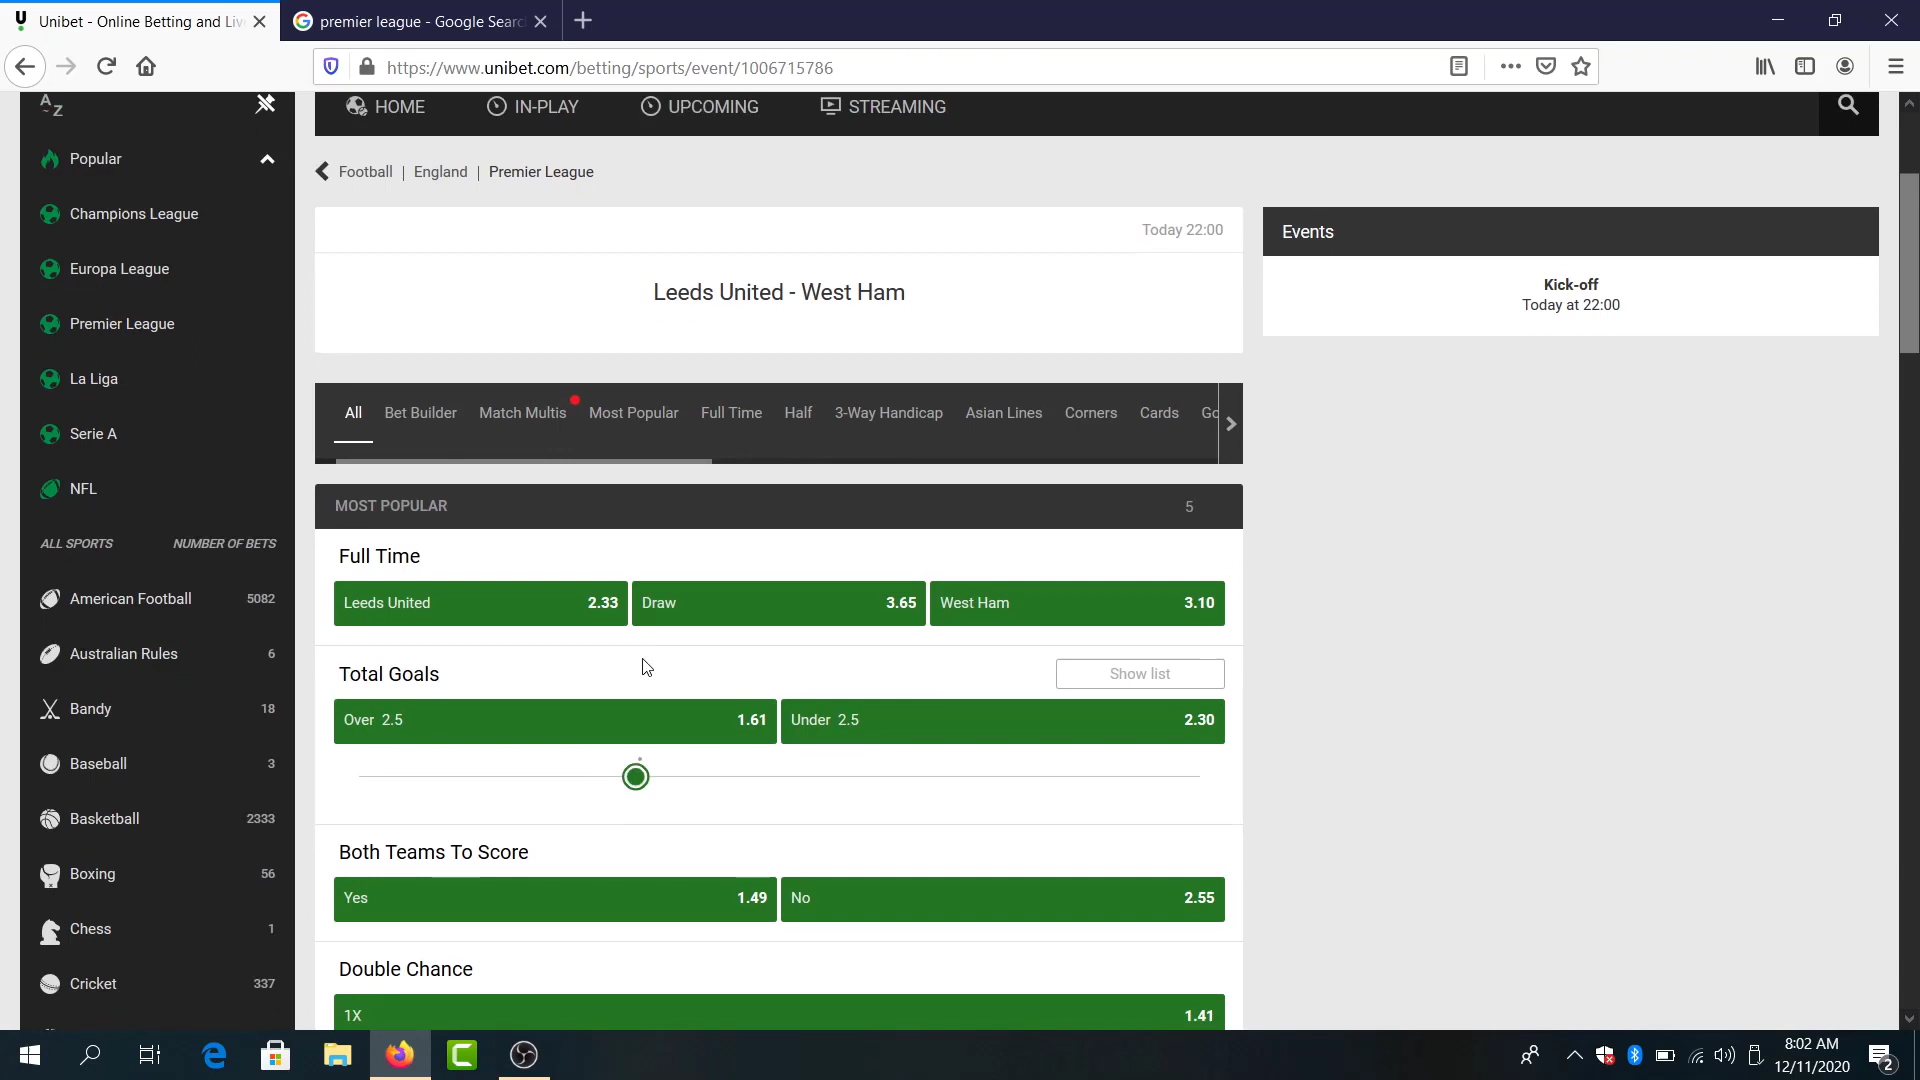 Unibet - Online Betting and Liv
premier league - Google Searc
https://www.unibet.com/betting/sports/event/1006715786
A
Z
HOME
IN-PLAY
UPCOMING
STREAMING
Popular
Champions League
Europa League
Premier League
La Liga
Serie A
NFL
ALL SPORTS NUMBER OF BETS
American Football 5082
Australian Rules 6
Bandy 18
Baseball 3
Basketball 2333
Boxing 56
Chess 1
Cricket 337
Football | England | Premier League
Today 22:00
Leeds United - West Ham
Events
Kick-off
Today at 22:00
All Bet Builder Match Multis Most Popular Full Time Half 3-Way Handicap Asian Lines Corners Cards Go
MOST POPULAR 5
Full Time
Leeds United 2.33 Draw 3.65 West Ham 3.10
Total Goals Show list
Over 2.5 1.61 Under 2.5 2.30
Both Teams To Score
Yes 1.49 No 2.55
Double Chance
1X 1.41
8:02 AM
12/11/2020
2